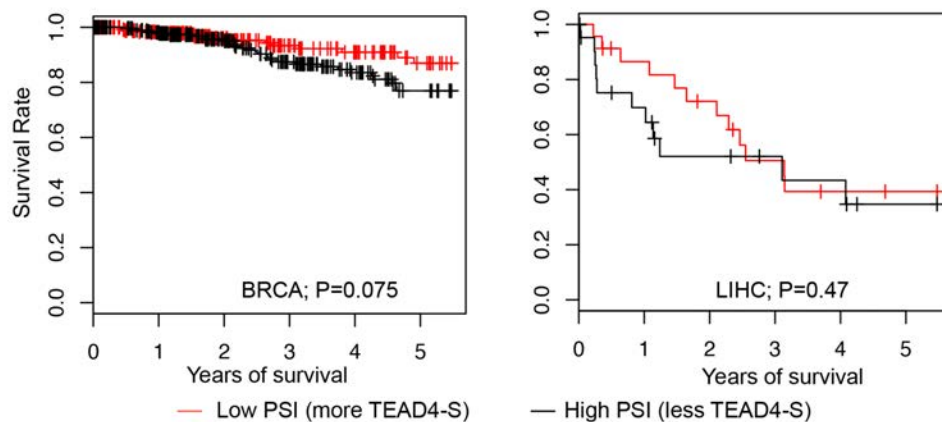 Survival Rate
1.0
0.8
0.6
0.4
0.2
0.0
BRCA; P=0.075
0 1 2 3 4 5
Years of survival
1.0
0.8
0.6
0.4
0.2
0.0
LIHC; P=0.47
0 1 2 3 4 5
Years of survival
Low PSI (more TEAD4-S)
High PSI (less TEAD4-S)